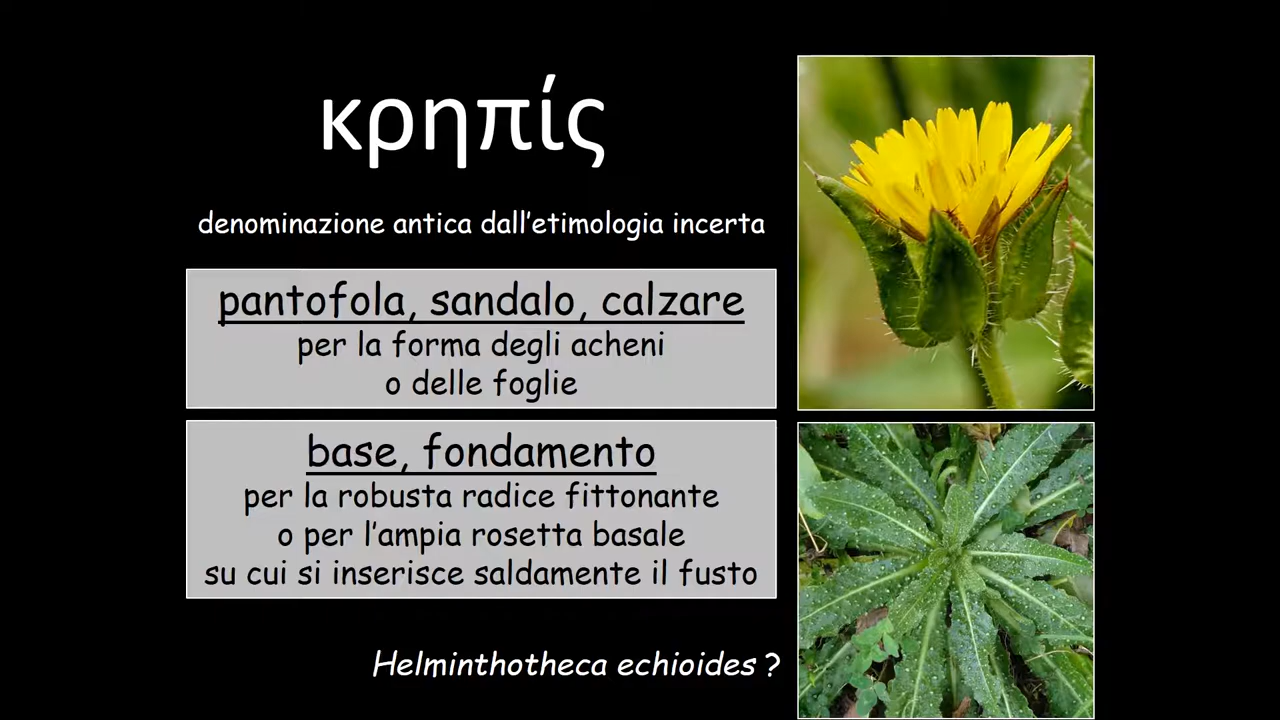 κρηπίς
denominazione antica dall'etimologia incerta
pantofola, sandalo, calzare
per la forma degli acheni
o delle foglie
base, fondamento
per la robusta radice fittonante
o per l'ampia rosetta basale
su cui si inserisce saldamente il fusto
Helminthotheca echioides ?